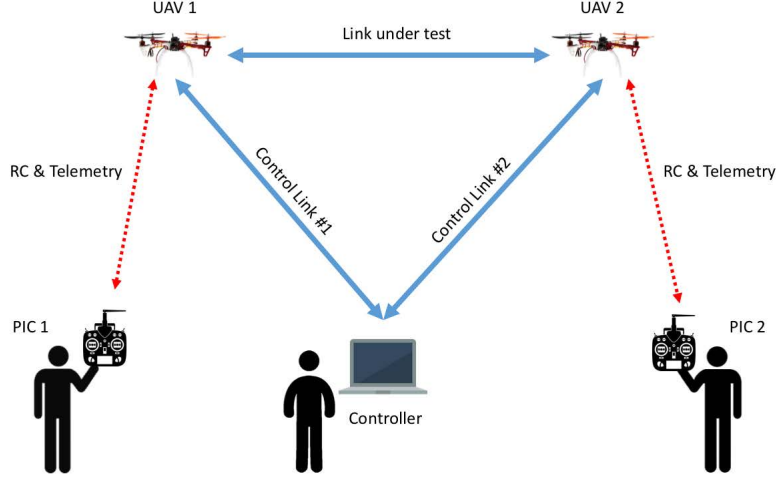 UAV 1
UAV 2
Link under test
RC & Telemetry
Control Link #1
Control Link #2
RC & Telemetry
PIC 1
PIC 2
Controller